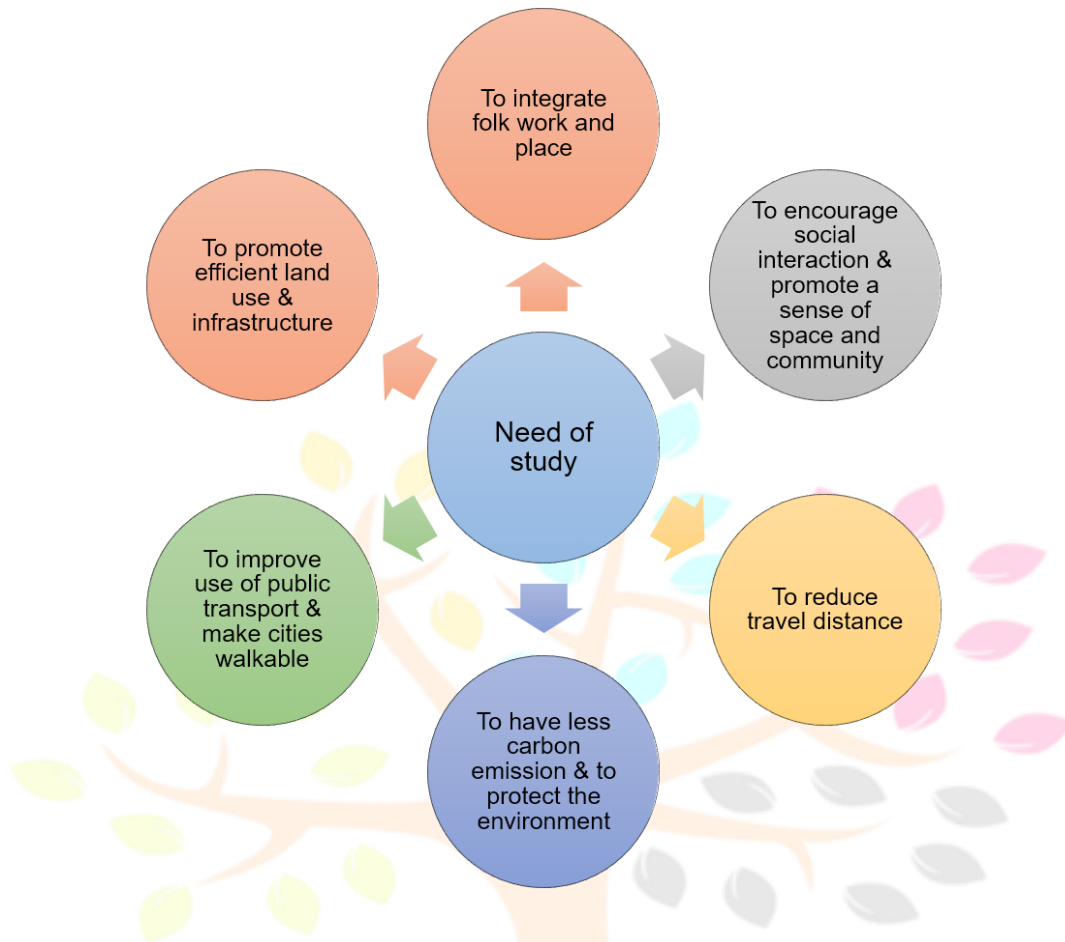 To integrate
folk work and
place
To encourage
social
interaction &
promote a
sense of
space and
community
To promote
efficient land
use &
infrastructure
Need of
study
To improve
use of public
transport &
make cities
walkable
To reduce
travel distance
To have less
carbon
emission & to
protect the
environment